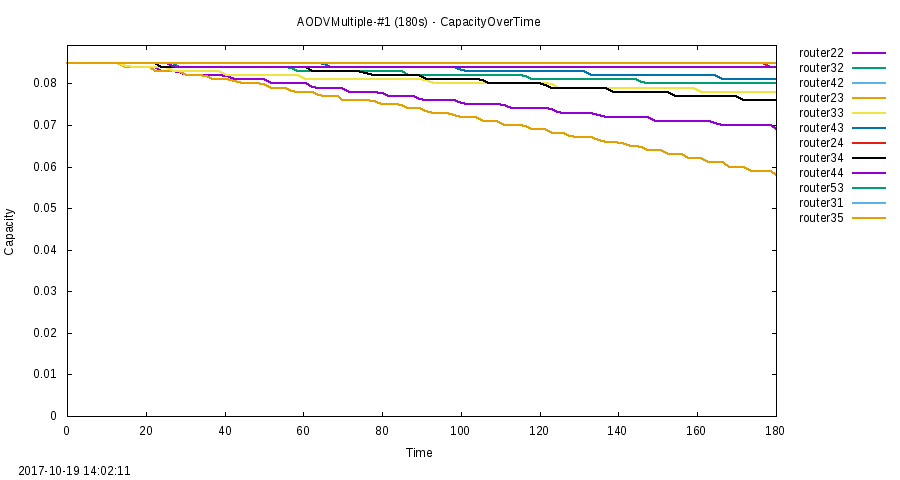 AODVMultiple-#1 (180s) - CapacityOverTime
router22
router32
router42
router23
router33
router43
router24
router34
router44
router53
router31
router35
0.08
0.07
0.06
0.05
0.04
0.03
0.02
0.01
0
Capacity
0 20 40 60 80 100 120 140 160 180
Time
2017-10-19 14:02:11